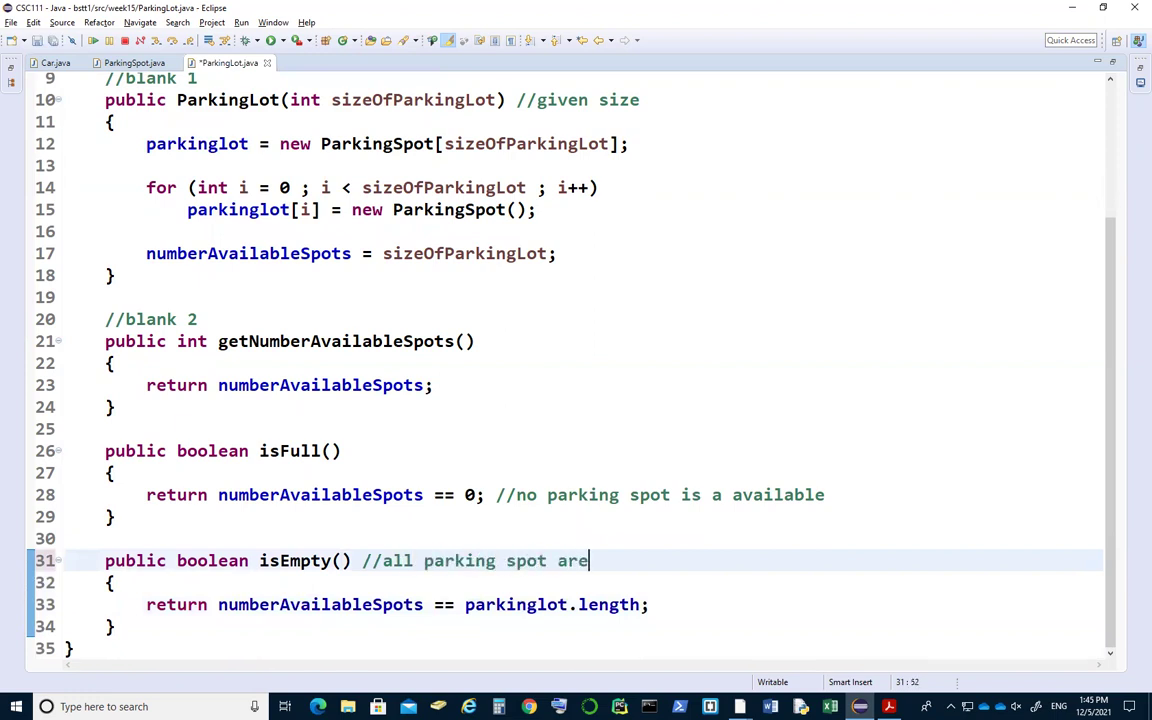 CSC111 - Java - bstt1/src/week15/ParkingLot.java - Eclipse
File Edit Source Refactor Navigate Search Project Run Window Help
Quick Access
Car.java ParkingSpot.java *ParkingLot.java
9 //blank 1
10 public ParkingLot(int sizeOfParkingLot) //given size
11 {
12 parkinglot = new ParkingSpot[sizeOfParkingLot];
13
14 for (int i = 0 ; i < sizeOfParkingLot ; i++)
15 parkinglot[i] = new ParkingSpot();
16
17 numberAvailableSpots = sizeOfParkingLot;
18 }
19
20 //blank 2
21 public int getNumberAvailableSpots()
22 {
23 return numberAvailableSpots;
24 }
25
26 public boolean isFull()
27 {
28 return numberAvailableSpots == 0; //no parking spot is a available
29 }
30
31 public boolean isEmpty() //all parking spot are
32 {
33 return numberAvailableSpots == parkinglot.length;
34 }
35 }
Writable Smart Insert 31 : 52
Type here to search
ENG
1:45 PM
12/5/2021